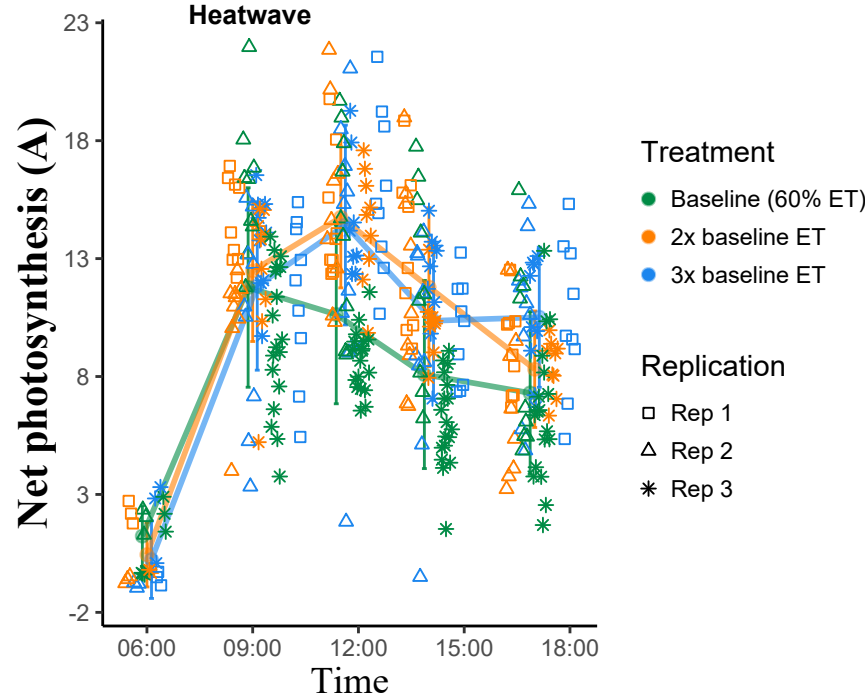 Heatwave
23
18
13
8
3
-2
Net photosynthesis (A)
06:00 09:00 12:00 15:00 18:00
Time
Treatment
Baseline (60% ET)
2x baseline ET
3x baseline ET
Replication
Rep 1
Rep 2
Rep 3